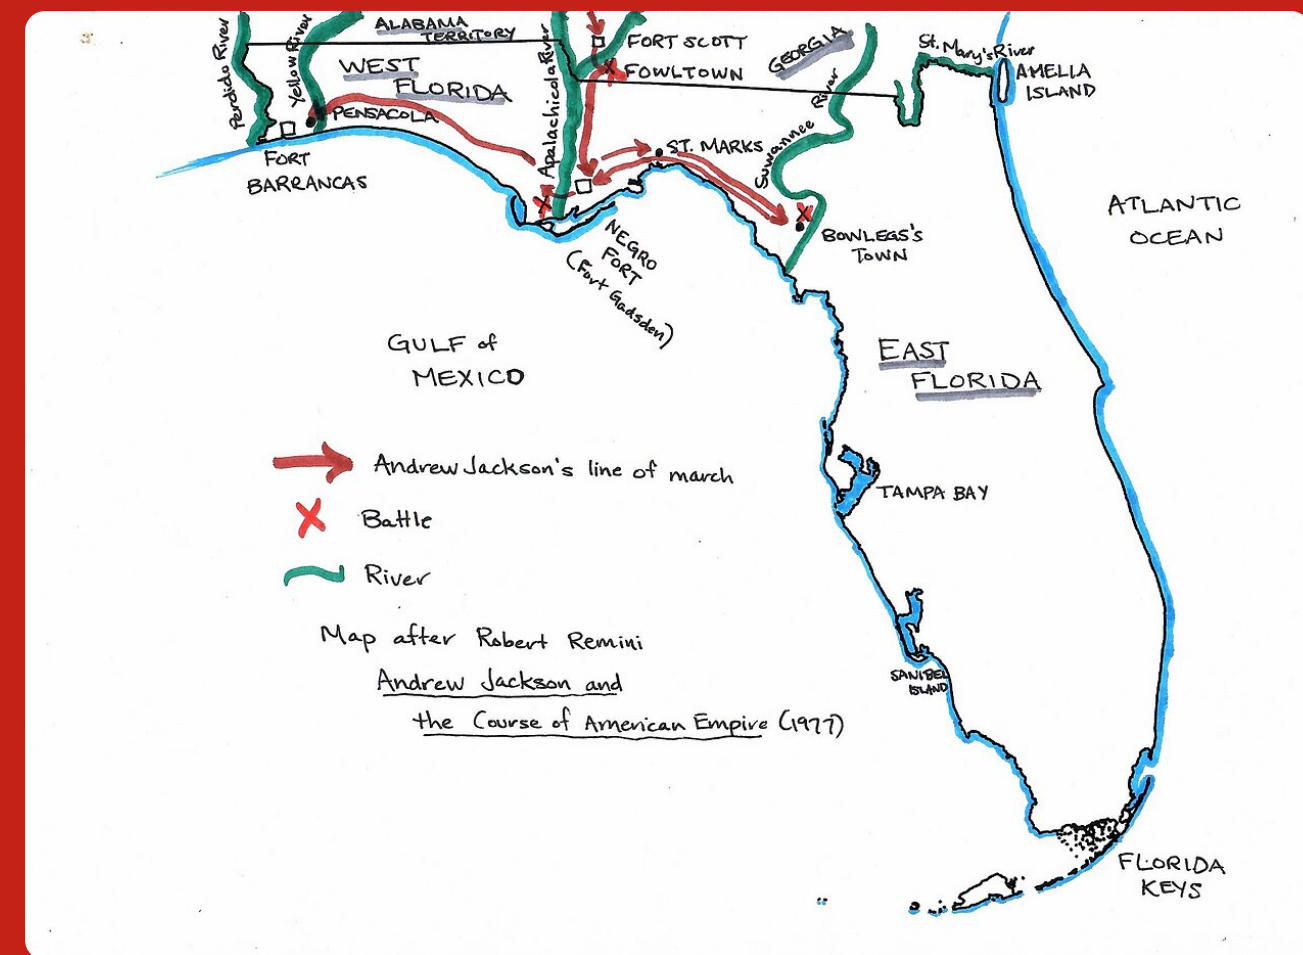 Perdido River
Yellow River
ALABAMA
TERRITORY
WEST
FLORIDA
PENSACOLA
FORT
BARRANCAS
Apalachicola River
FORT SCOTT
FOWLTOWN
GEORGIA
St. Mary's River
AMELIA
ISLAND
Suwannee River
ST. MARKS
BOWLEGS'S
TOWN
NEGRO
FORT
(Fort Gadsden)
ATLANTIC
OCEAN
GULF of
MEXICO
EAST
FLORIDA
Andrew Jackson's line of march
Battle
River
TAMPA BAY
Map after Robert Remini
Andrew Jackson and
the Course of American Empire (1977)
SANIBEL
ISLAND
FLORIDA
KEYS